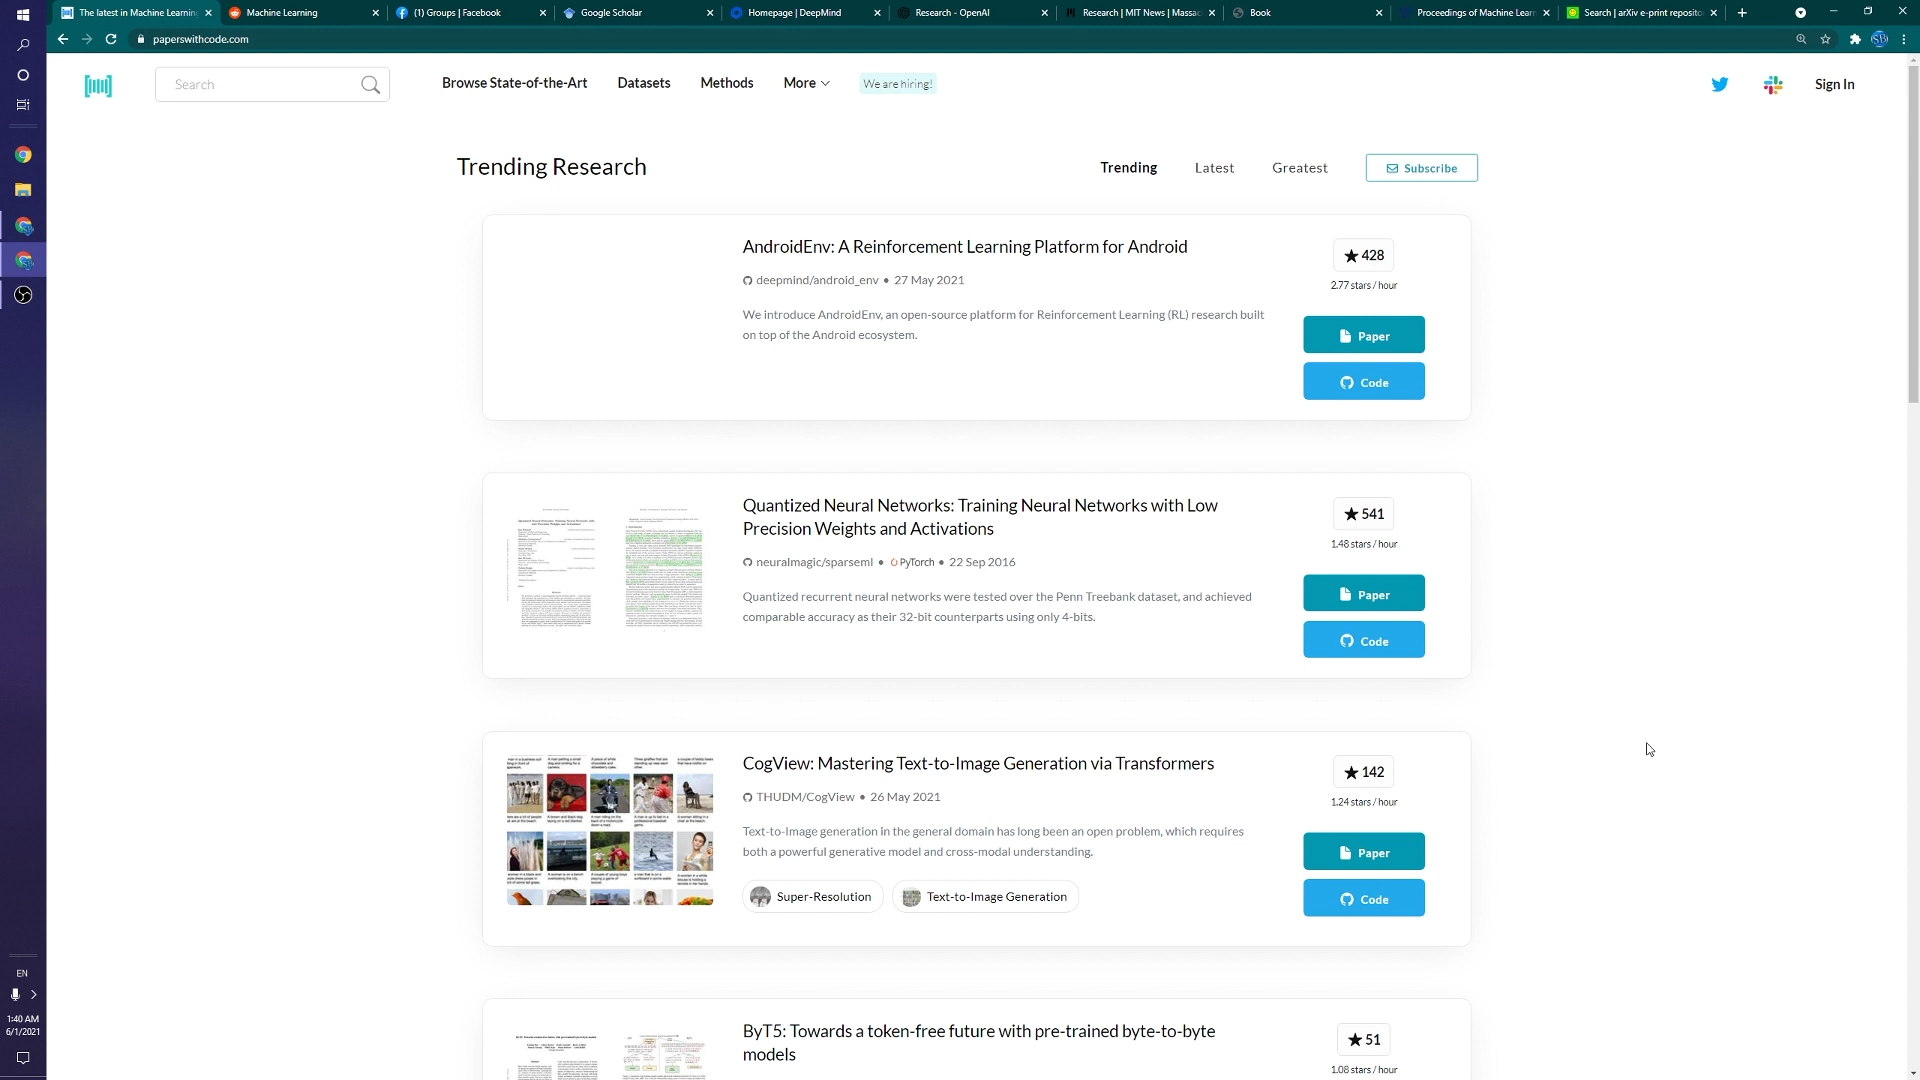 The latest in Machine Learning
Machine Learning
(1) Groups | Facebook
Google Scholar
Homepage | DeepMind
Research - OpenAI
Research | MIT News | Massac
Book
Proceedings of Machine Learn
Search | arXiv e-print reposito
paperswithcode.com
Search
Browse State-of-the-Art
Datasets
Methods
More
We are hiring!
Sign In
Trending Research
Trending
Latest
Greatest
Subscribe
AndroidEnv: A Reinforcement Learning Platform for Android
deepmind/android_env • 27 May 2021
We introduce AndroidEnv, an open-source platform for Reinforcement Learning (RL) research built
on top of the Android ecosystem.
★ 428
2.77 stars / hour
Paper
Code
Quantized Neural Networks: Training Neural Networks with Low
Precision Weights and Activations
neuralmagic/sparseml • PyTorch • 22 Sep 2016
Quantized recurrent neural networks were tested over the Penn Treebank dataset, and achieved
comparable accuracy as their 32-bit counterparts using only 4-bits.
★ 541
1.48 stars / hour
Paper
Code
CogView: Mastering Text-to-Image Generation via Transformers
THUDM/CogView • 26 May 2021
Text-to-Image generation in the general domain has long been an open problem, which requires
both a powerful generative model and cross-modal understanding.
Super-Resolution
Text-to-Image Generation
★ 142
1.24 stars / hour
Paper
Code
ByT5: Towards a token-free future with pre-trained byte-to-byte
models
★ 51
1.08 stars / hour
EN
1:40 AM
6/1/2021